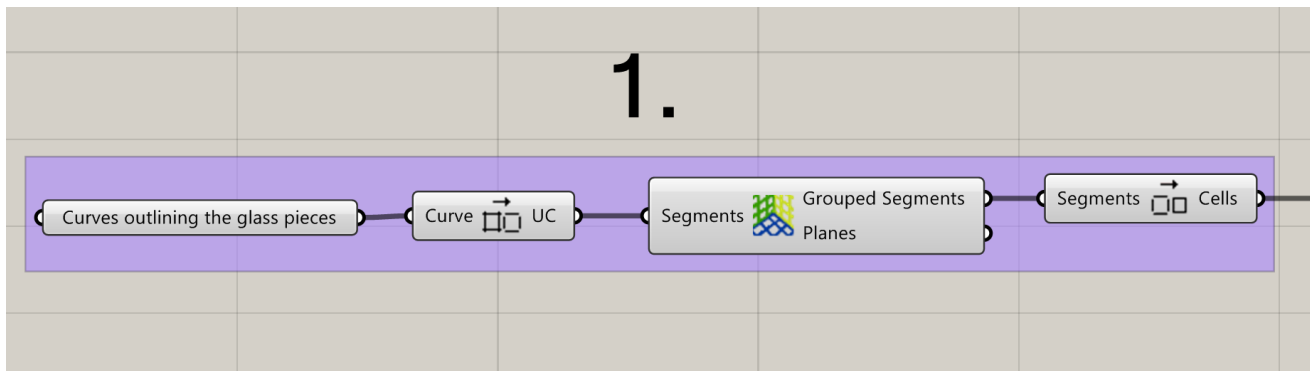 1.
Curves outlining the glass pieces
Curve UC
Segments Grouped Segments
Planes
Segments Cells